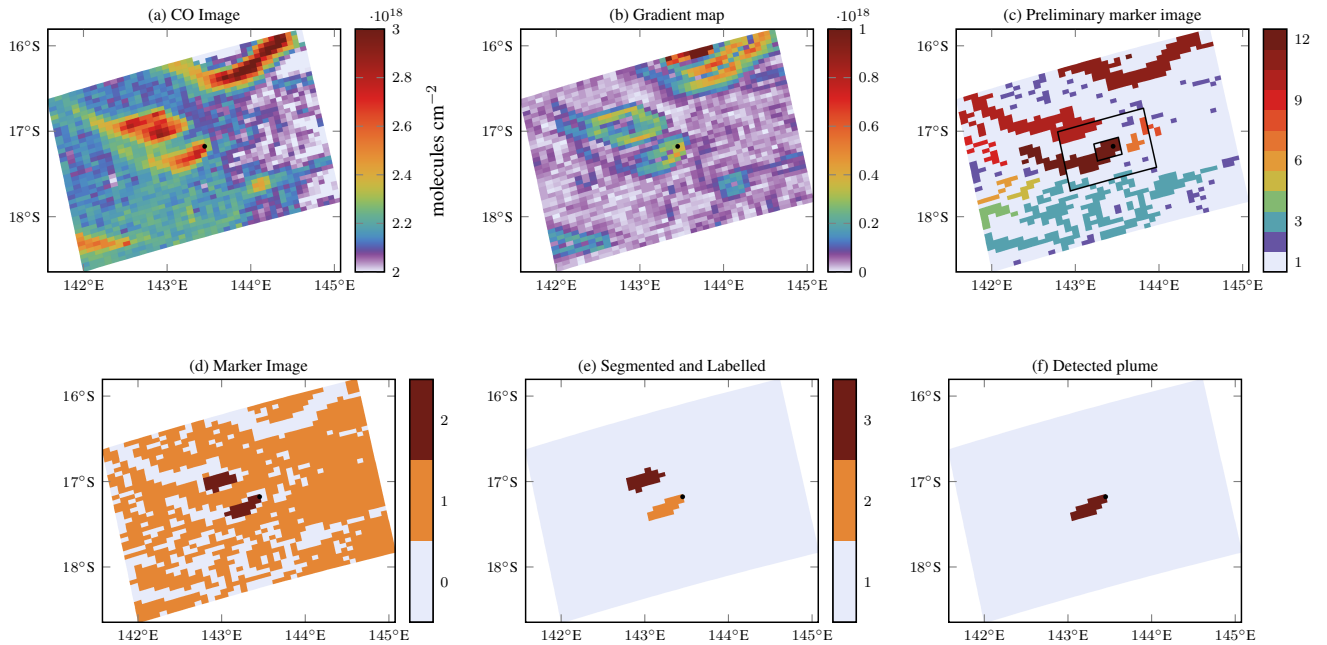 (a) CO Image
·10^18
16°S
17°S
18°S
142°E
143°E
144°E
145°E
3
2.8
2.6
2.4
2.2
2
molecules cm^−2
(b) Gradient map
·10^18
142°E
143°E
144°E
145°E
1
0.8
0.6
0.4
0.2
0
(c) Preliminary marker image
16°S
17°S
18°S
142°E
143°E
144°E
145°E
12
9
6
3
1
(d) Marker Image
16°S
17°S
18°S
142°E
143°E
144°E
145°E
2
1
0
(e) Segmented and Labelled
16°S
17°S
18°S
142°E
143°E
144°E
145°E
3
2
1
(f) Detected plume
16°S
17°S
18°S
142°E
143°E
144°E
145°E